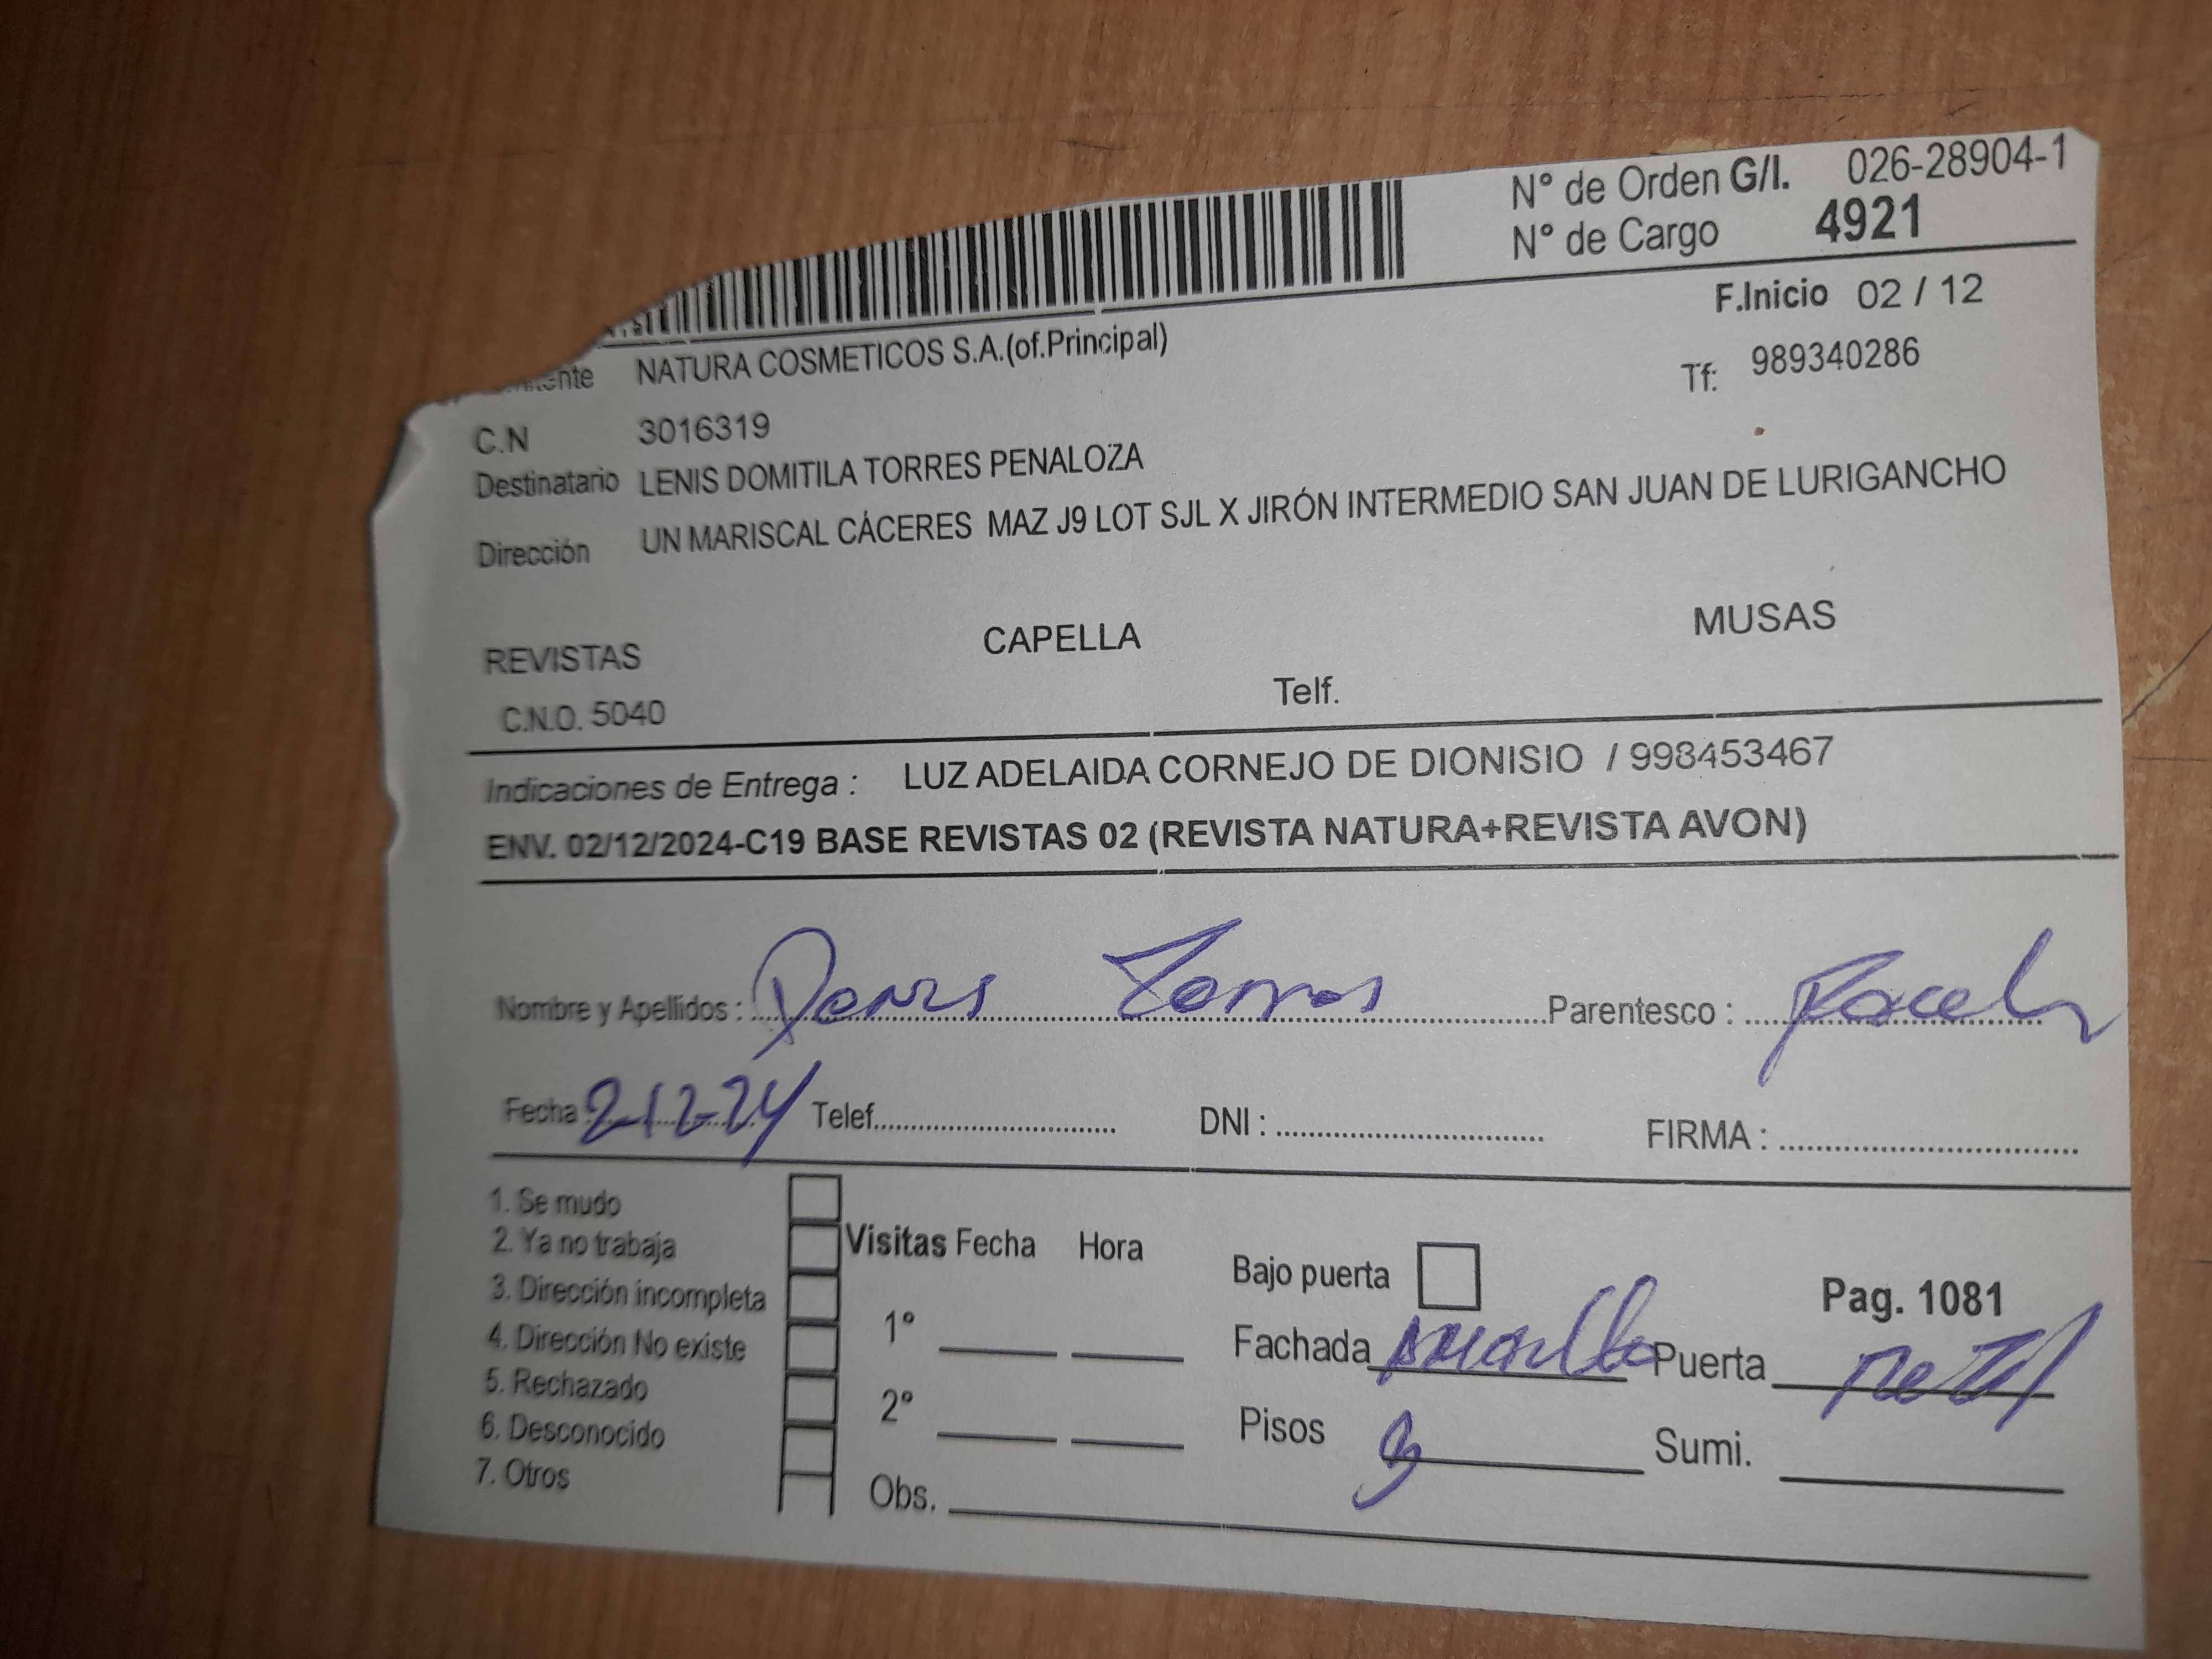 N° de Orden G/I. 026-28904-1
N° de Cargo 4921
F.Inicio 02 / 12
NATURA COSMETICOS S.A.(of.Principal)
Tf: 989340286
C.N 3016319
Destinatario LENIS DOMITILA TORRES PENALOZA
Dirección UN MARISCAL CÁCERES MAZ J9 LOT SJL X JIRÓN INTERMEDIO SAN JUAN DE LURIGANCHO
REVISTAS CAPELLA MUSAS
C.N.O. 5040 Telf.
Indicaciones de Entrega : LUZ ADELAIDA CORNEJO DE DIONISIO / 998453467
ENV. 02/12/2024-C19 BASE REVISTAS 02 (REVISTA NATURA+REVISTA AVON)
Nombre y Apellidos : Torres Parentesco :
Fecha 2-12-24 Telef. DNI : FIRMA :
1. Se mudo
2. Ya no trabaja
3. Dirección incompleta
4. Dirección No existe
5. Rechazado
6. Desconocido
7. Otros
Visitas Fecha Hora
1°
2°
Obs.
Bajo puerta Pag. 1081
Fachada Amarillo Puerta Metal
Pisos 3 Sumi.